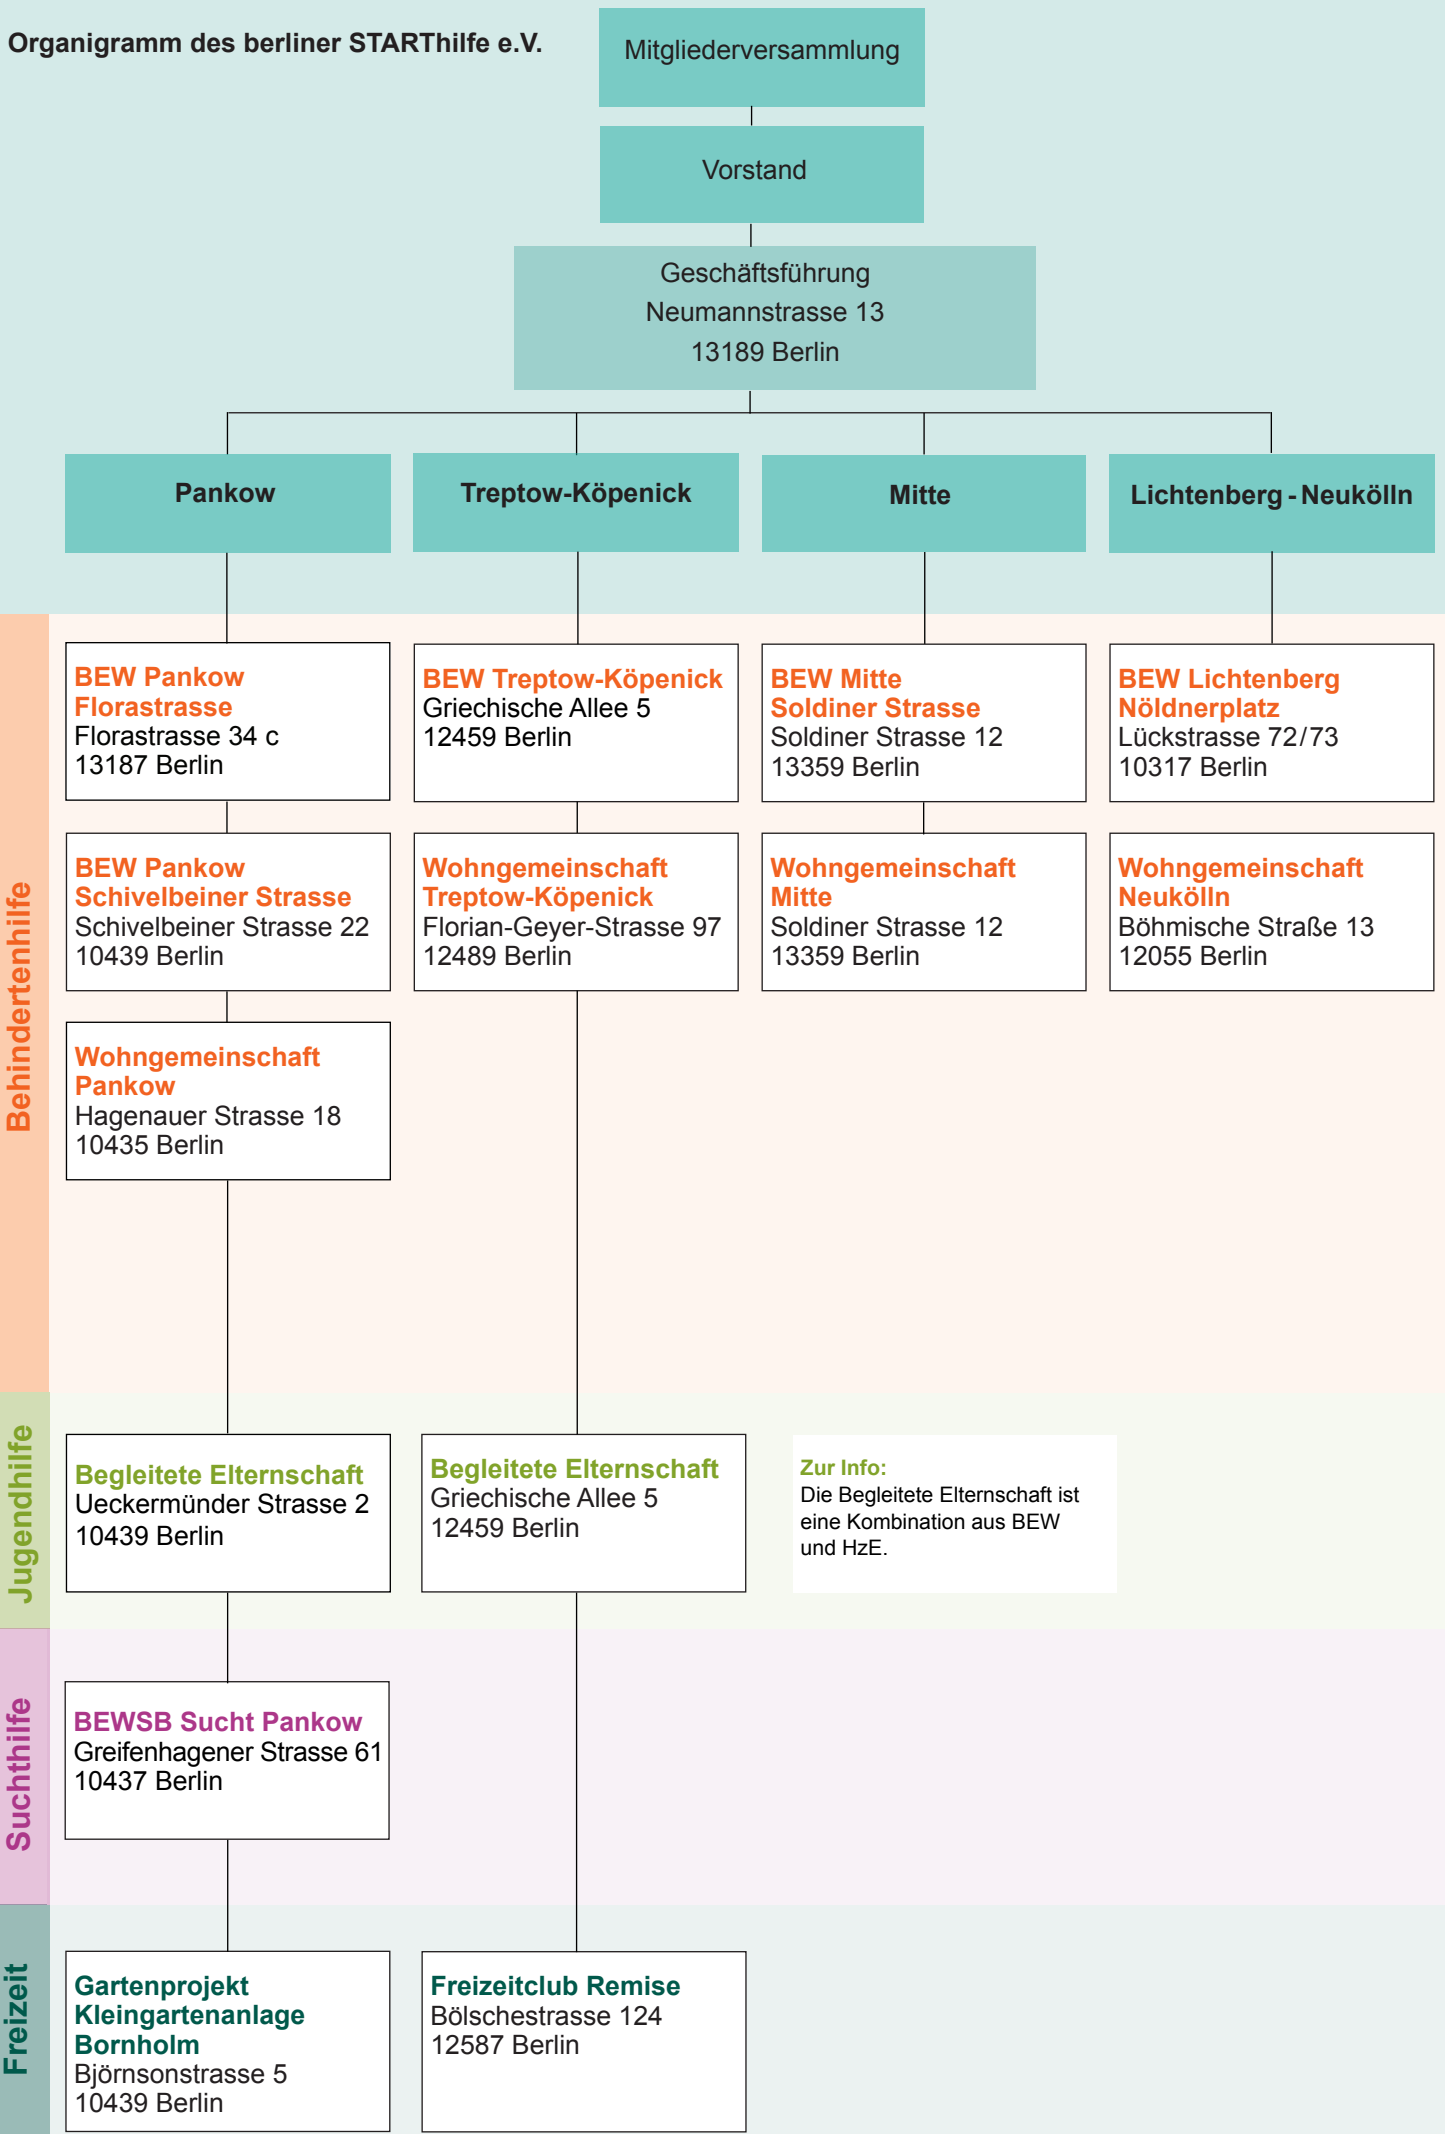 Organigramm des berliner STARThilfe e.V.
Mitgliederversammlung
Vorstand
Geschäftsführung
Neumannstrasse 13
13189 Berlin
Pankow
Treptow-Köpenick
Mitte
Lichtenberg - Neukölln
Behindertenhilfe
BEW Pankow
Florastrasse
Florastrasse 34 c
13187 Berlin
BEW Treptow-Köpenick
Griechische Allee 5
12459 Berlin
BEW Mitte
Soldiner Strasse
Soldiner Strasse 12
13359 Berlin
BEW Lichtenberg
Nöldnerplatz
Lückstrasse 72/73
10317 Berlin
BEW Pankow
Schivelbeiner Strasse
Schivelbeiner Strasse 22
10439 Berlin
Wohngemeinschaft
Treptow-Köpenick
Florian-Geyer-Strasse 97
12489 Berlin
Wohngemeinschaft
Mitte
Soldiner Strasse 12
13359 Berlin
Wohngemeinschaft
Neukölln
Böhmische Straße 13
12055 Berlin
Wohngemeinschaft
Pankow
Hagenauer Strasse 18
10435 Berlin
Jugendhilfe
Begleitete Elternschaft
Ueckermünder Strasse 2
10439 Berlin
Begleitete Elternschaft
Griechische Allee 5
12459 Berlin
Zur Info:
Die Begleitete Elternschaft ist
eine Kombination aus BEW
und HzE.
Suchthilfe
BEWSB Sucht Pankow
Greifenhagener Strasse 61
10437 Berlin
Freizeit
Gartenprojekt
Kleingartenanlage
Bornholm
Björnsonstrasse 5
10439 Berlin
Freizeitclub Remise
Bölschestrasse 124
12587 Berlin